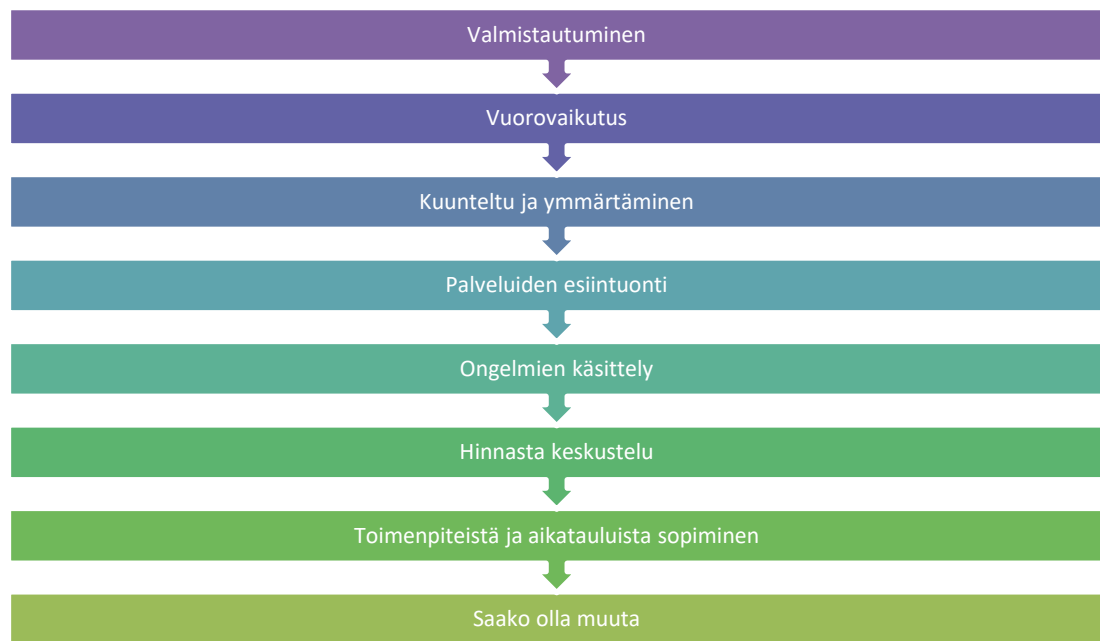 Valmistautuminen
Vuorovaikutus
Kuunteltu ja ymmärtäminen
Palveluiden esiintuonti
Ongelmien käsittely
Hinnasta keskustelu
Toimenpiteistä ja aikatauluista sopiminen
Saako olla muuta